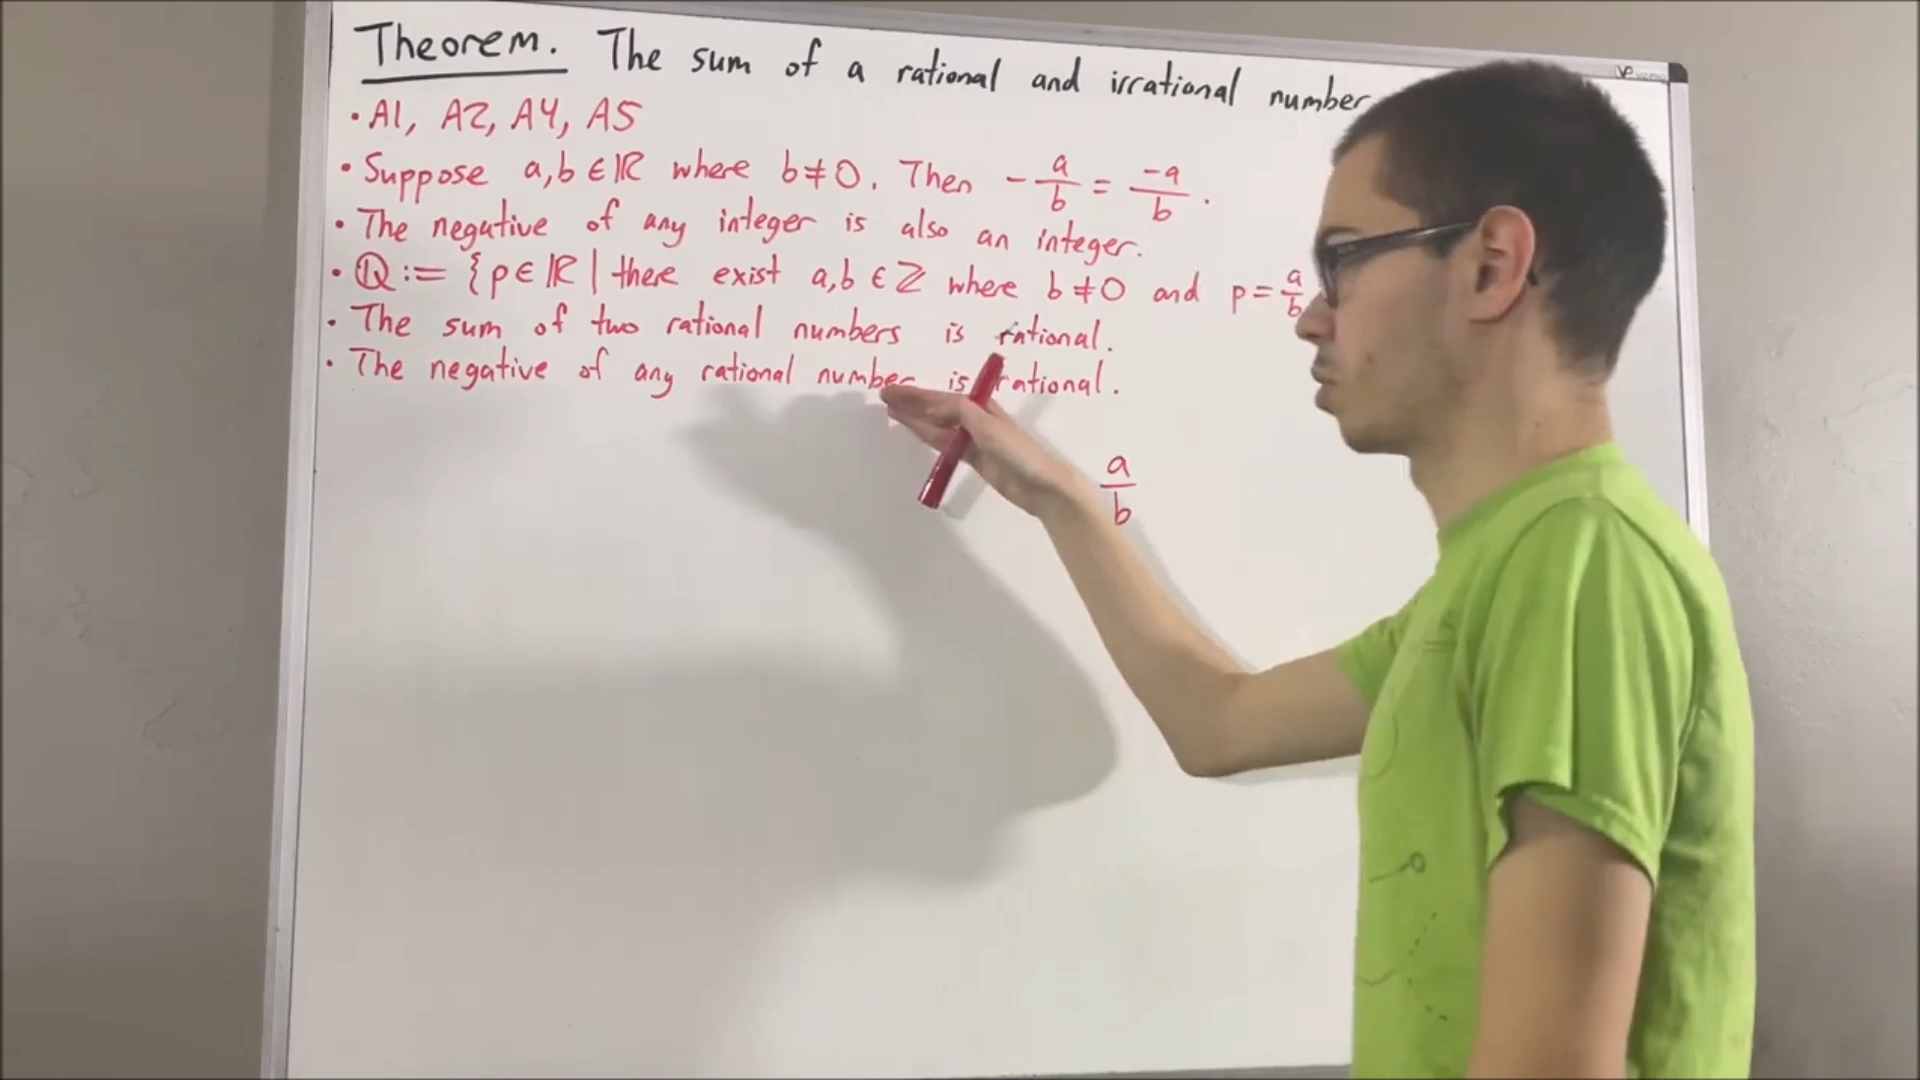 Theorem. The sum of a rational and irrational number
• A1, A2, A4, A5
• Suppose a,b ∈ ℝ where b ≠ 0. Then -a/b = -a/b.
• The negative of any integer is also an integer.
• ℚ := {p ∈ ℝ | there exist a,b ∈ ℤ where b ≠ 0 and p = a/b
• The sum of two rational numbers is rational.
• The negative of any rational number is rational.
a/b